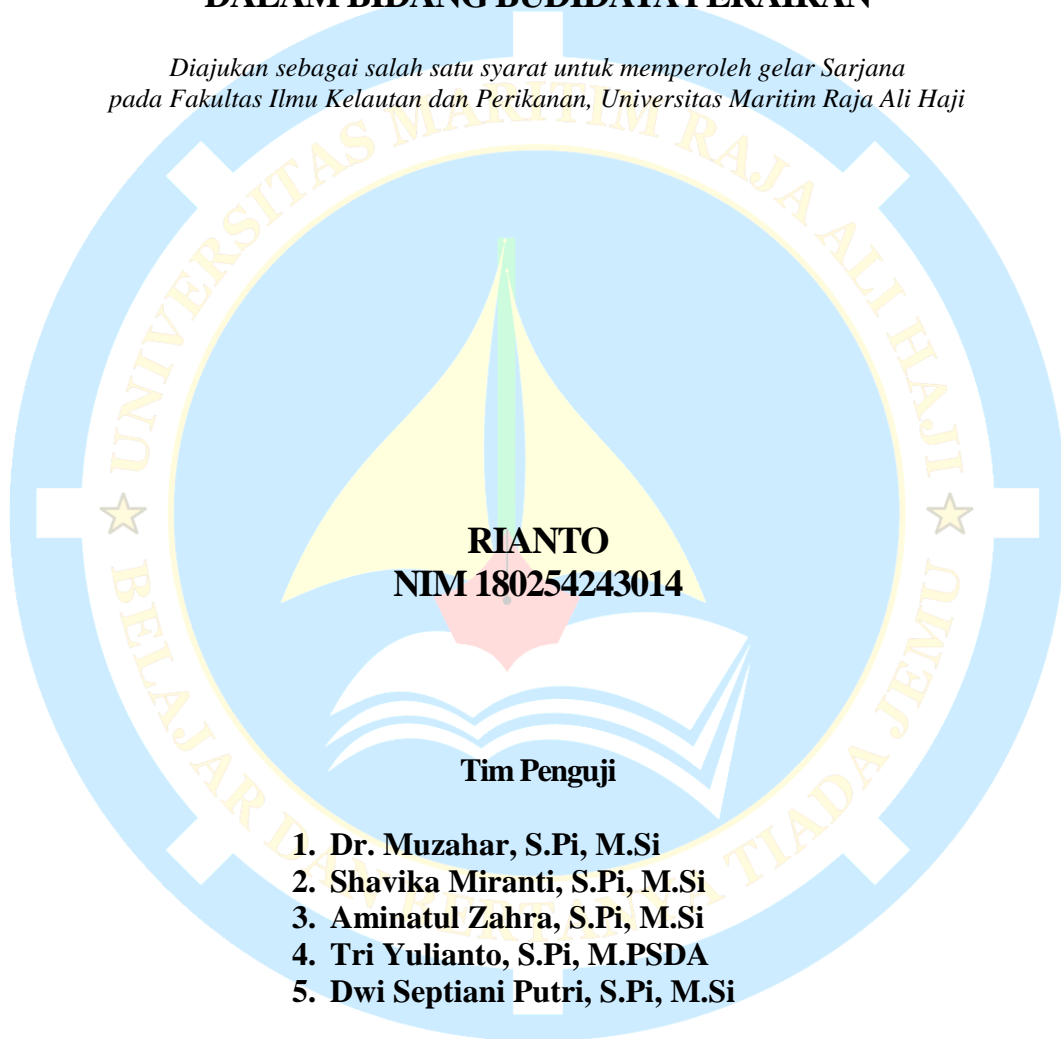 DALAM BIDANG BUDIDAYA PERAIRAN
Diajukan sebagai salah satu syarat untuk memperoleh gelar Sarjana
pada Fakultas Ilmu Kelautan dan Perikanan, Universitas Maritim Raja Ali Haji
UNIVERSITAS MARITIM RAJA ALI HAJI
RIANTO
NIM 180254243014
Tim Penguji
1. Dr. Muzahar, S.Pi, M.Si
2. Shavika Miranti, S.Pi, M.Si
3. Aminatul Zahra, S.Pi, M.Si
4. Tri Yulianto, S.Pi, M.PSDA
5. Dwi Septiani Putri, S.Pi, M.Si
BELAJAR DAN BERTANYA TIADA JEMU